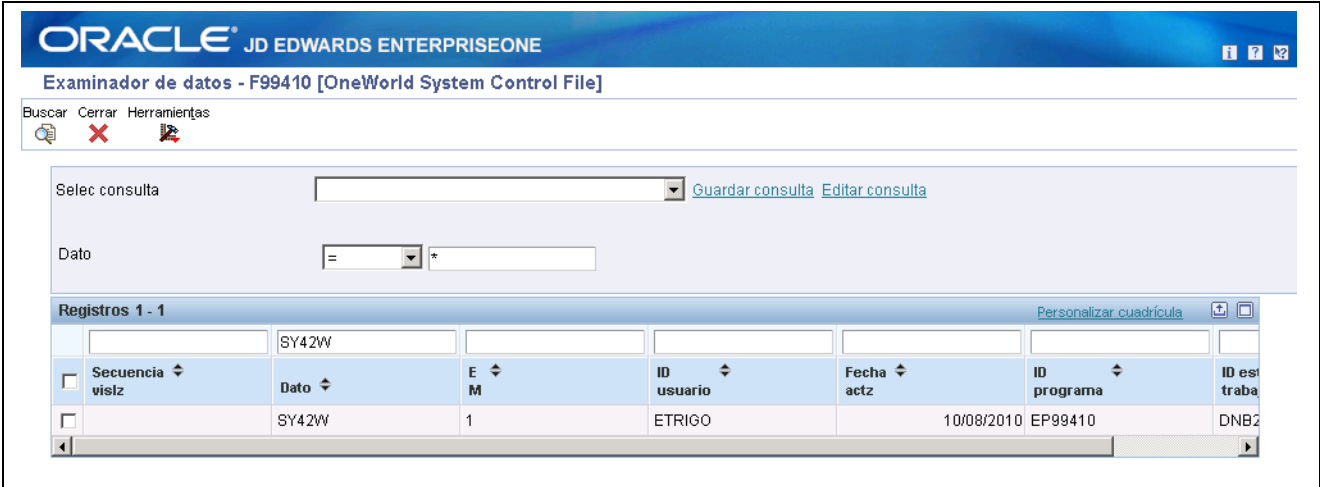 ORACLE® JD EDWARDS ENTERPRISEONE
Examinador de datos - F99410 [OneWorld System Control File]
Buscar Cerrar Herramientas
Selec consulta Guardar consulta Editar consulta
Dato = *
Registros 1 - 1 Personalizar cuadrícula
SY42W
Secuencia vislz Dato E M ID usuario Fecha actz ID programa ID est traba
SY42W 1 ETRIGO 10/08/2010 EP99410 DNB2